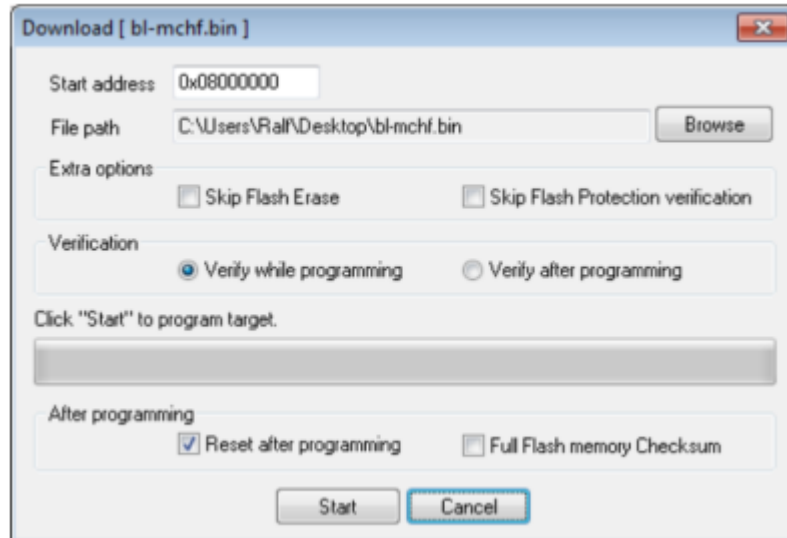 Download [ bl-mchf.bin ]
Start address 0x08000000
File path C:\Users\Ralf\Desktop\bl-mchf.bin Browse
Extra options
Skip Flash Erase Skip Flash Protection verification
Verification
Verify while programming Verify after programming
Click "Start" to program target.
After programming
Reset after programming Full Flash memory Checksum
Start Cancel